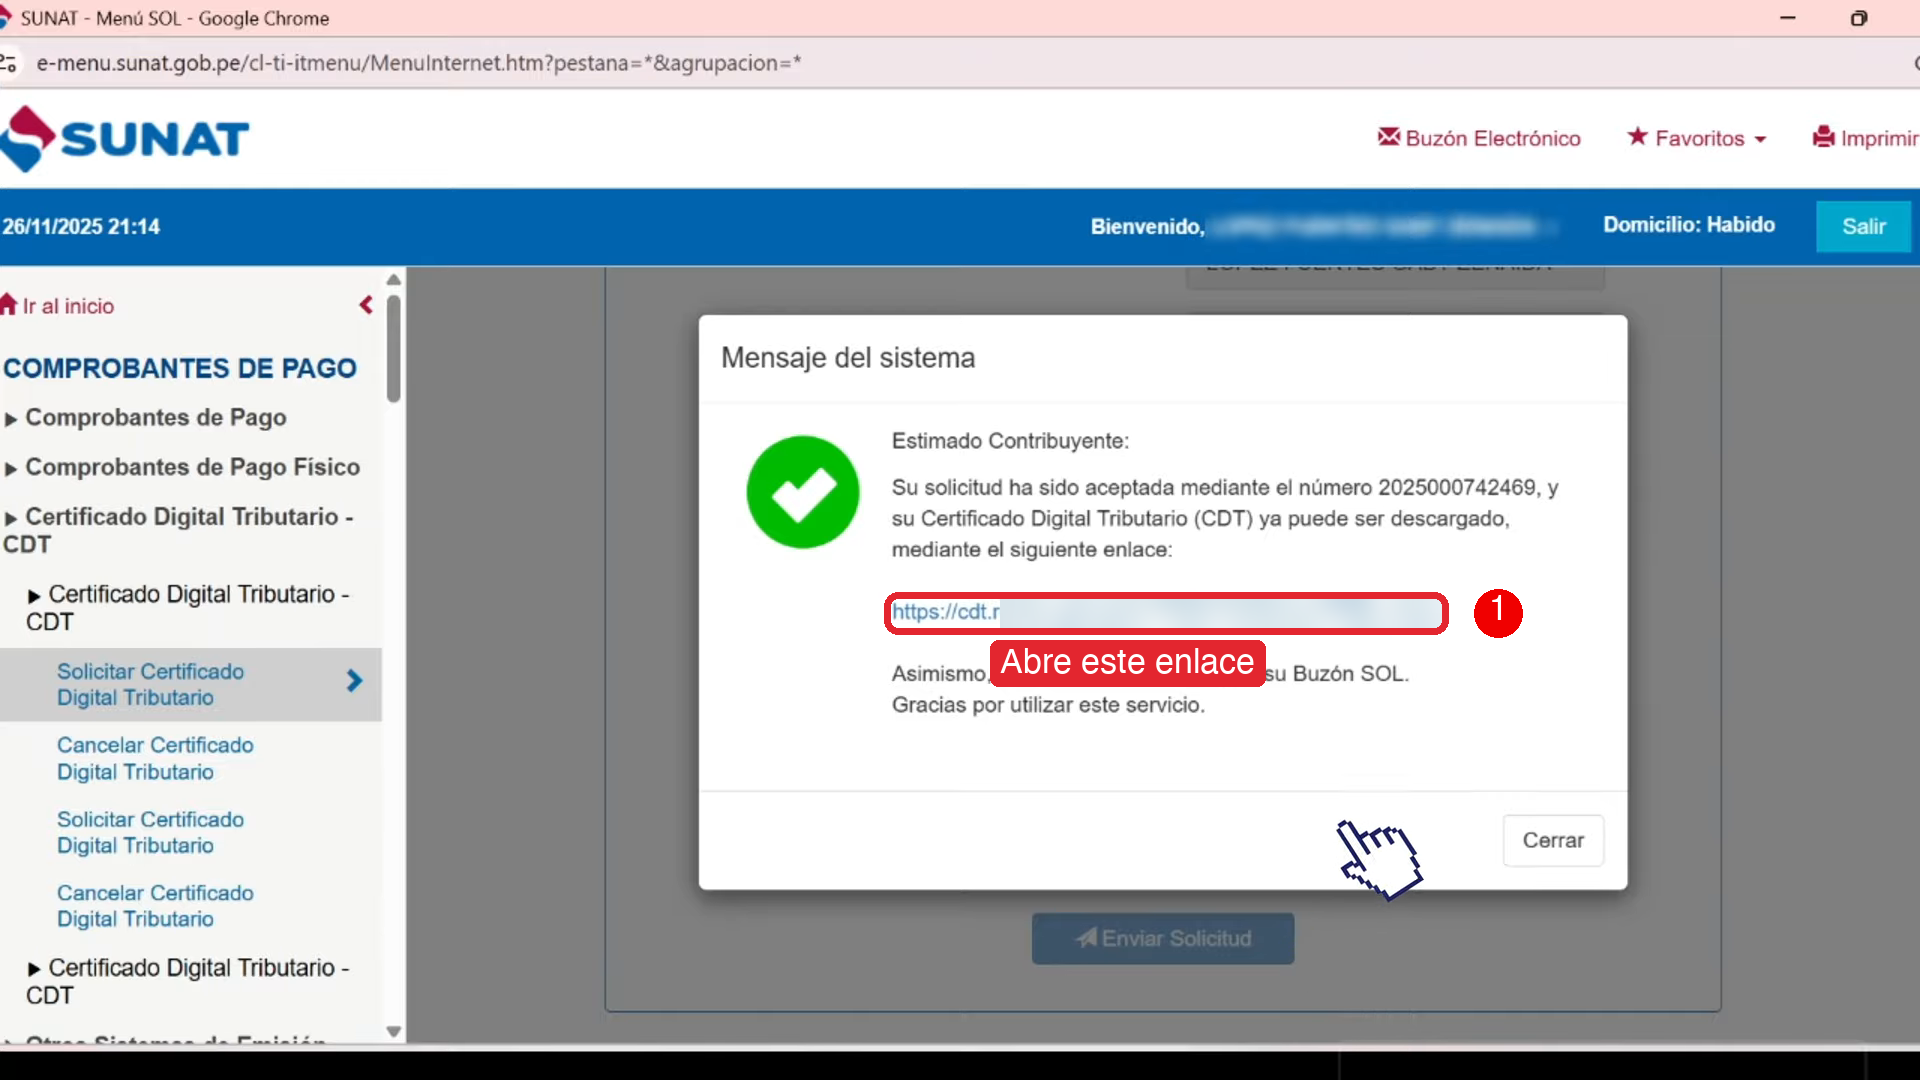 SUNAT - Menú SOL - Google Chrome
e-menu.sunat.gob.pe/cl-ti-itmenu/MenuInternet.htm?pestana=*&agrupacion=*
SUNAT
Buzón Electrónico
Favoritos
Imprimir
26/11/2025 21:14
Bienvenido,
Domicilio: Habido
Salir
Ir al inicio
COMPROBANTES DE PAGO
Comprobantes de Pago
Comprobantes de Pago Físico
Certificado Digital Tributario -
CDT
Certificado Digital Tributario -
CDT
Solicitar Certificado
Digital Tributario
Cancelar Certificado
Digital Tributario
Solicitar Certificado
Digital Tributario
Cancelar Certificado
Digital Tributario
Certificado Digital Tributario -
CDT
Otros Sistemas de Emisión
Mensaje del sistema
Estimado Contribuyente:
Su solicitud ha sido aceptada mediante el número 2025000742469, y
su Certificado Digital Tributario (CDT) ya puede ser descargado,
mediante el siguiente enlace:
https://cdt.r
1
Abre este enlace
Asimismo, su Buzón SOL.
Gracias por utilizar este servicio.
Cerrar
Enviar Solicitud